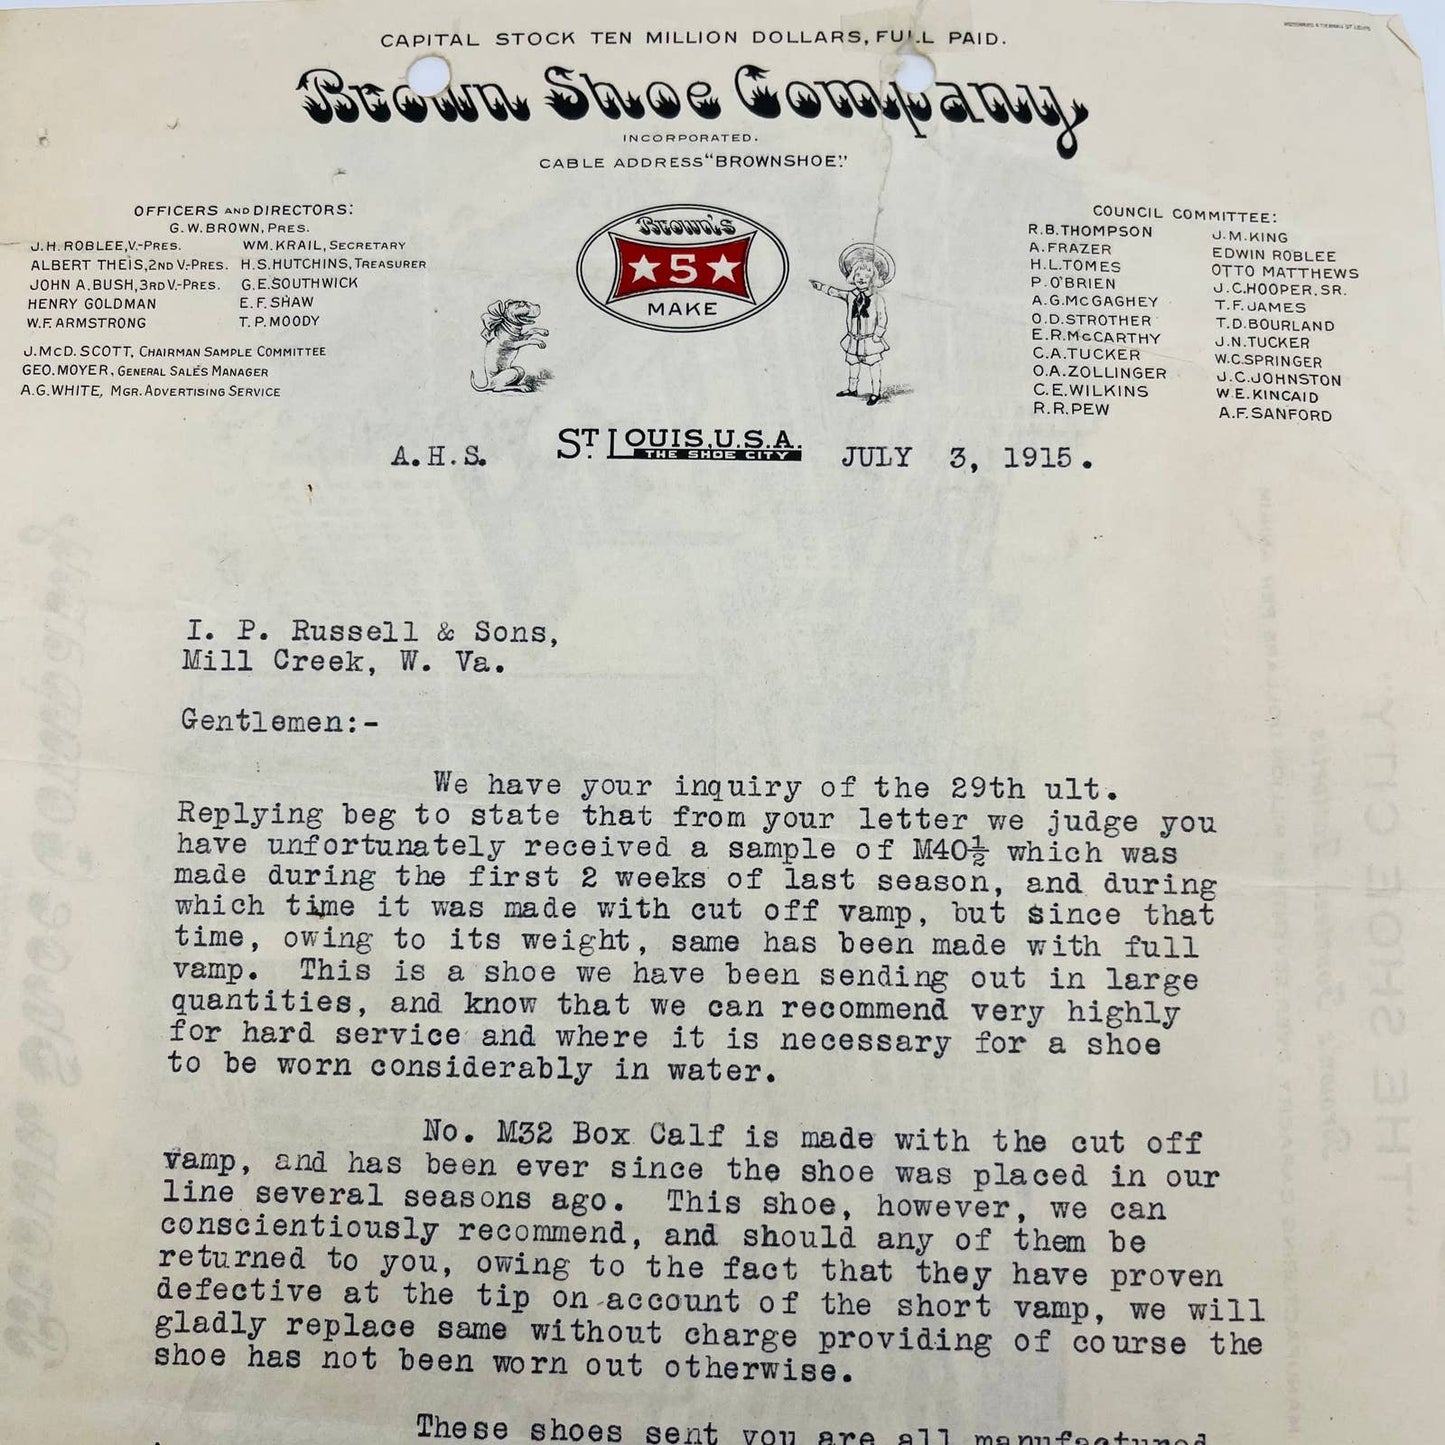 CAPITAL STOCK TEN MILLION DOLLARS, FULL PAID.
Brown Shoe Company
INCORPORATED.
CABLE ADDRESS "BROWNSHOE."
OFFICERS AND DIRECTORS:
G.W. BROWN, PRES.
J.H. ROBLEE, V.-PRES. WM. KRAIL, SECRETARY
ALBERT THEIS, 2ND V.-PRES. H.S. HUTCHINS, TREASURER
JOHN A. BUSH, 3RD V.-PRES. G.E. SOUTHWICK
HENRY GOLDMAN E.F. SHAW
W.F. ARMSTRONG T.P. MOODY
J. McD. SCOTT, CHAIRMAN SAMPLE COMMITTEE
GEO. MOYER, GENERAL SALES MANAGER
A.G. WHITE, MGR. ADVERTISING SERVICE
Brown's
5
MAKE
COUNCIL COMMITTEE:
R.B. THOMPSON J.M. KING
A. FRAZER EDWIN ROBLEE
H.L. TOMES OTTO MATTHEWS
P. O'BRIEN J.C. HOOPER, SR.
A.G. McGAGHEY T.F. JAMES
O.D. STROTHER T.D. BOURLAND
E.R. McCARTHY J.N. TUCKER
C.A. TUCKER W.C. SPRINGER
O.A. ZOLLINGER J.C. JOHNSTON
C.E. WILKINS W.E. KINCAID
R.R. PEW A.F. SANFORD
ST. LOUIS, U.S.A.
THE SHOE CITY
A.H.S. JULY 3, 1915.
I. P. Russell & Sons,
Mill Creek, W. Va.
Gentlemen:-
We have your inquiry of the 29th ult.
Replying beg to state that from your letter we judge you
have unfortunately received a sample of M40½ which was
made during the first 2 weeks of last season, and during
which time it was made with cut off vamp, but since that
time, owing to its weight, same has been made with full
vamp. This is a shoe we have been sending out in large
quantities, and know that we can recommend very highly
for hard service and where it is necessary for a shoe
to be worn considerably in water.
No. M32 Box Calf is made with the cut off
vamp, and has been ever since the shoe was placed in our
line several seasons ago. This shoe, however, we can
conscientiously recommend, and should any of them be
returned to you, owing to the fact that they have proven
defective at the tip on account of the short vamp, we will
gladly replace same without charge providing of course the
shoe has not been worn out otherwise.
These shoes sent you are all manufactured